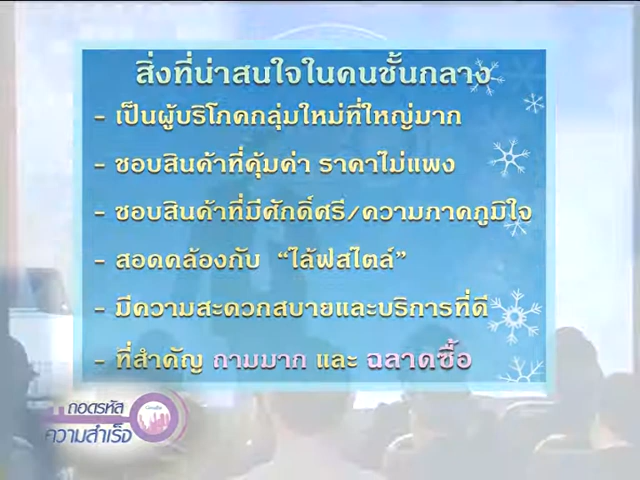 สิ่งที่น่าสนใจในคนชั้นกลาง
- เป็นผู้บริโภคกลุ่มใหม่ที่ใหญ่มาก
- ชอบสินค้าที่คุ้มค่า ราคาไม่แพง
- ชอบสินค้าที่มีศักดิ์ศรี/ความภาคภูมิใจ
- สอดคล้องกับ “ไล้ฟสไตล์”
- มีความสะดวกสบายและบริการที่ดี
- ที่สำคัญ ถามมาก และ ฉลาดซื้อ
ถอดรหัส
ความสำเร็จ